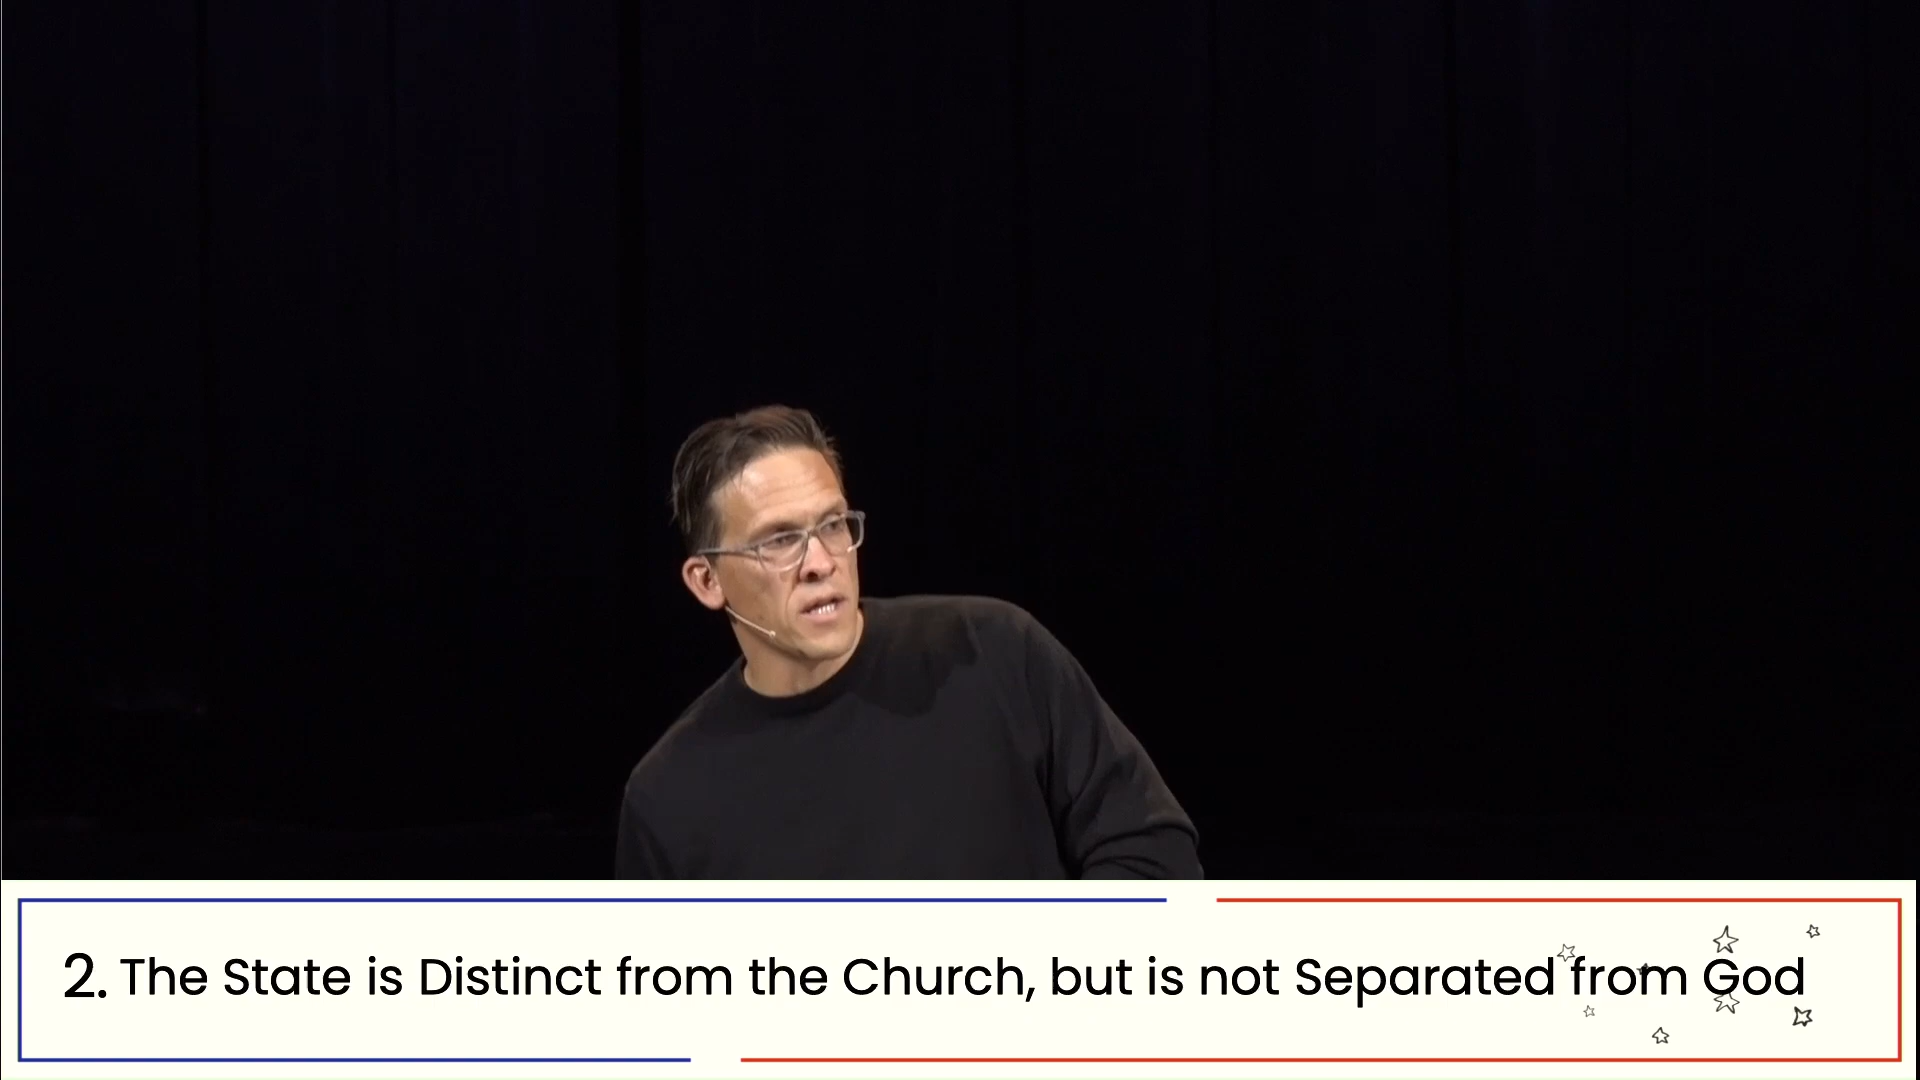 2. The State is Distinct from the Church, but is not Separated from God